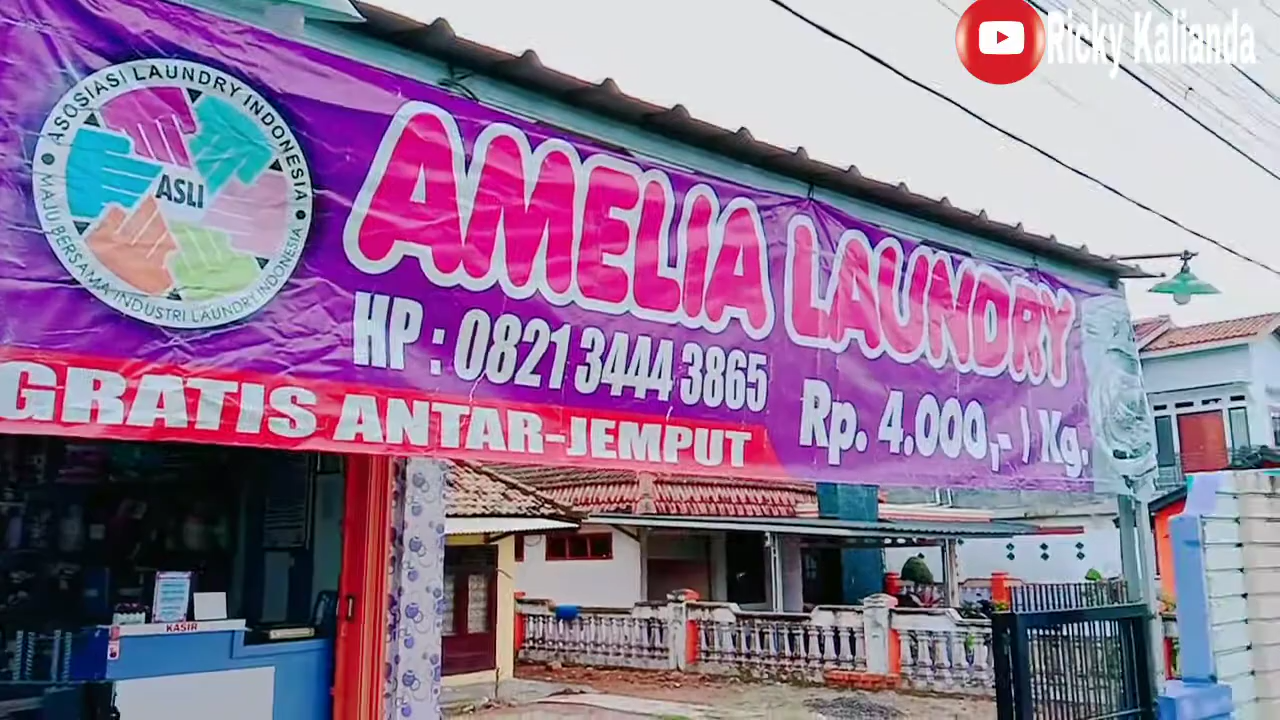 Ricky Kalianda
ASOSIASI LAUNDRY INDONESIA
ASLI
MAJU BERSAMA INDUSTRI LAUNDRY INDONESIA
AMELIA LAUNDRY
HP : 0821 3444 3865
Rp. 4.000,- / Kg.
GRATIS ANTAR-JEMPUT
KASIR